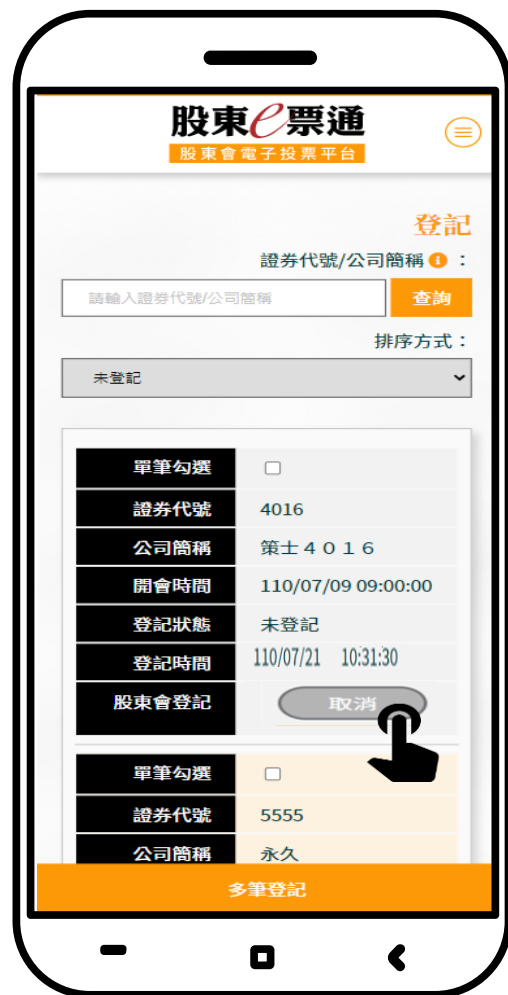 股東e票通
股東會電子投票平台
登記
證券代號/公司簡稱 i ：
請輸入證券代號/公司簡稱 查詢
排序方式：
未登記
單筆勾選
證券代號 4016
公司簡稱 策士４０１６
開會時間 110/07/09 09:00:00
登記狀態 未登記
登記時間 110/07/21 10:31:30
股東會登記 取消
單筆勾選
證券代號 5555
公司簡稱 永久
多筆登記